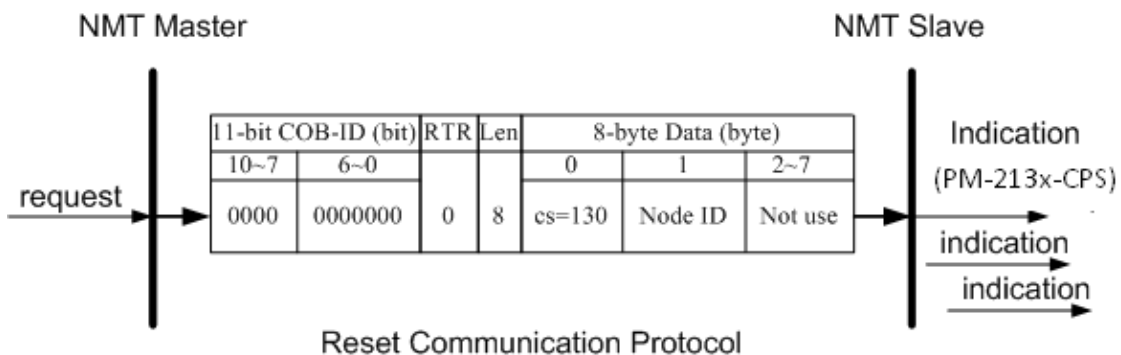 NMT Master
NMT Slave
11-bit COB-ID (bit) RTR Len 8-byte Data (byte)
10~7 6~0 0 1 2~7
0000 0000000 0 8 cs=130 Node ID Not use
request
Indication
(PM-213x-CPS)
indication
indication
Reset Communication Protocol